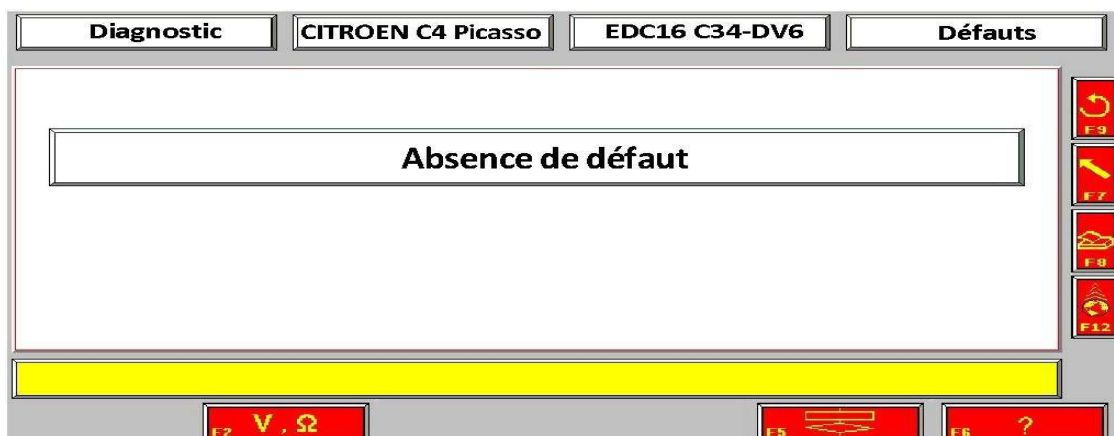 Diagnostic
CITROEN C4 Picasso
EDC16 C34-DV6
Défauts
Absence de défaut
F9
F7
F8
F12
F2 V , Ω
F5
F6 ?